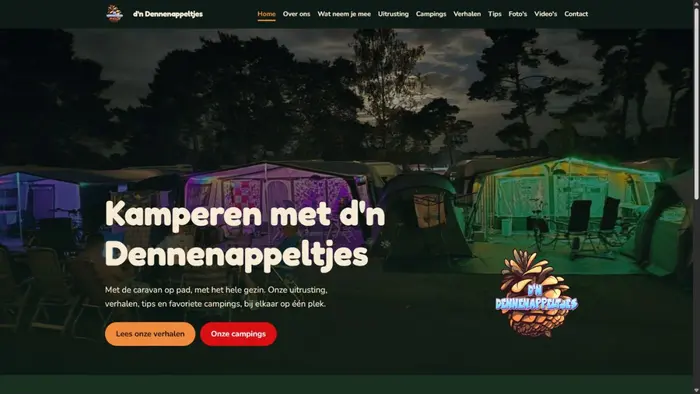 d'n Dennenappeltjes
Home Over ons Wat neem je mee Uitrusting Campings Verhalen Tips Foto's Video's Contact
Kamperen met d'n
Dennenappeltjes
Met de caravan op pad, met het hele gezin. Onze uitrusting,
verhalen, tips en favoriete campings, bij elkaar op één plek.
Lees onze verhalen
Onze campings
D'N
DENNENAPPELTJES